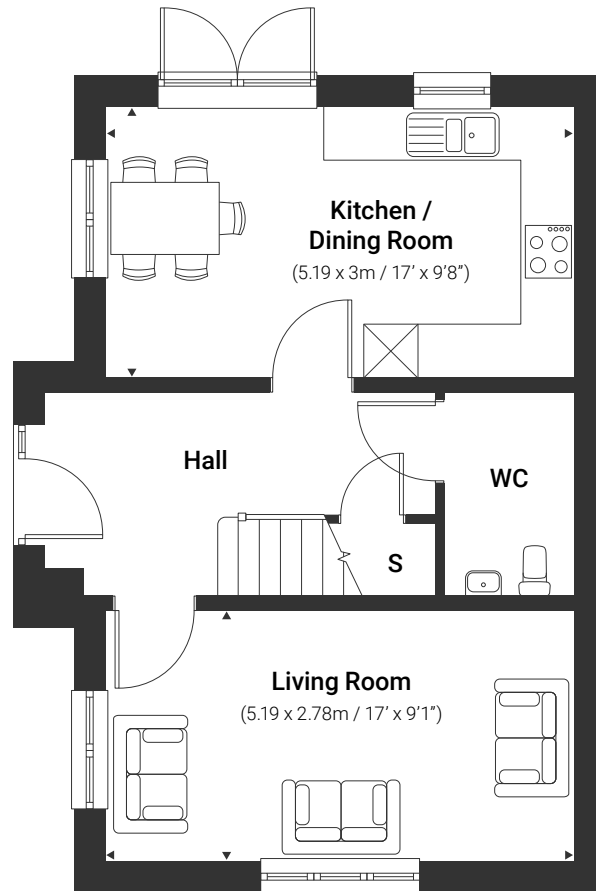 Kitchen /
Dining Room
(5.19 x 3m / 17’ x 9’8”)
Hall
WC
S
Living Room
(5.19 x 2.78m / 17’ x 9’1”)